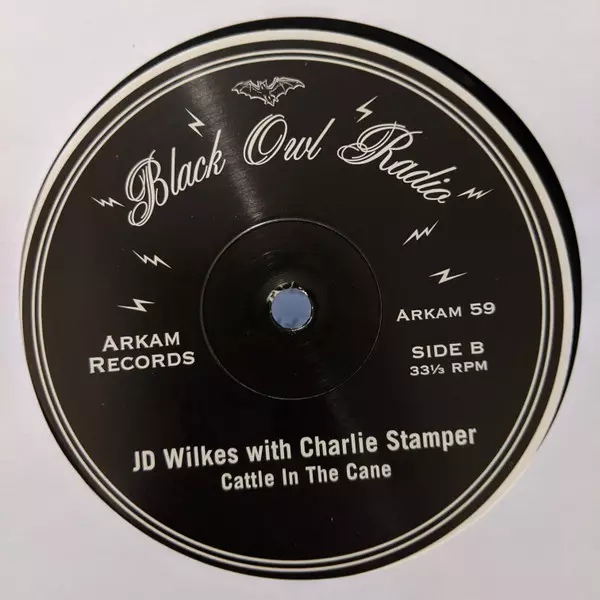 Black Owl Radio
ARKAM
RECORDS
ARKAM 59
SIDE B
33⅓ RPM
JD Wilkes with Charlie Stamper
Cattle In The Cane